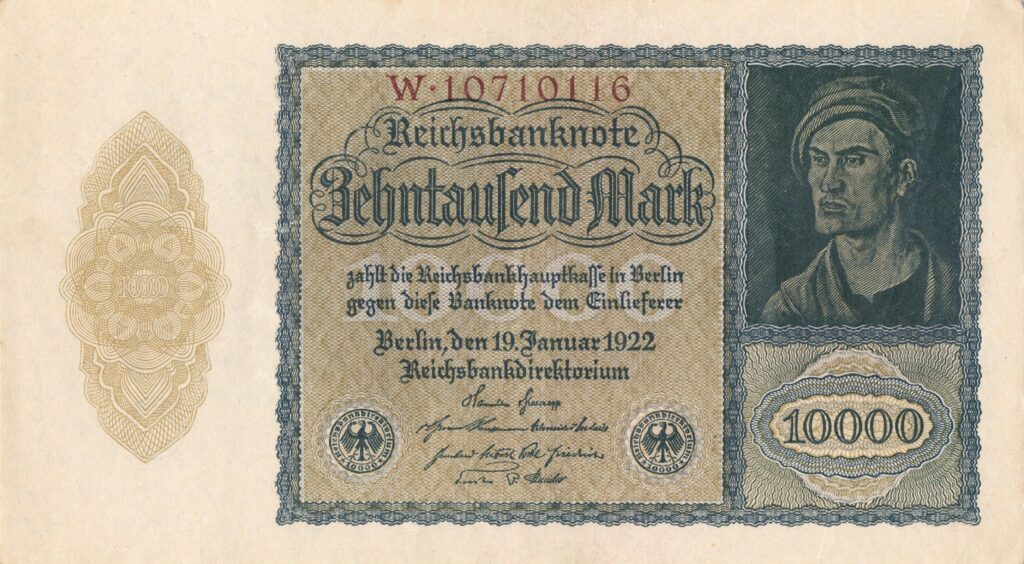 W·10710116
Reichsbanknote
Zehntauſend Mark
zahlt die Reichsbankhauptkaſſe in Berlin
gegen dieſe Banknote dem Einlieferer
Berlin, den 19. Januar 1922
Reichsbankdirektorium
10000